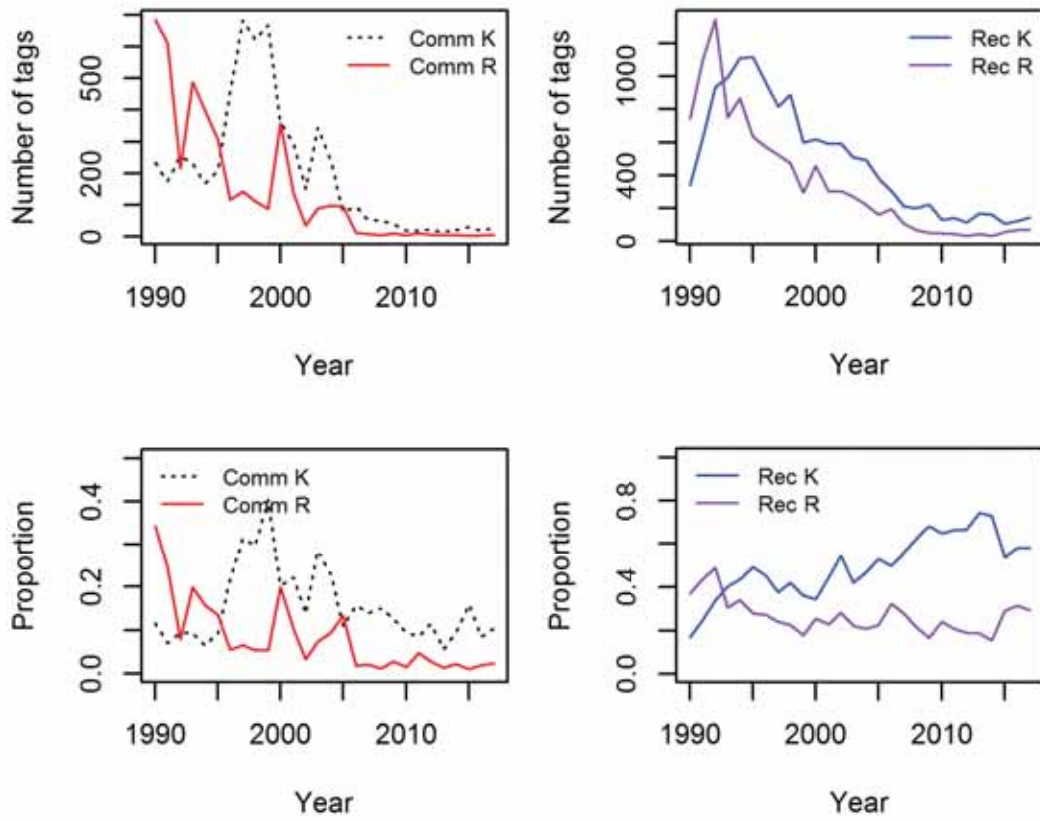 Number of tags
0 200 500
Comm K
Comm R
1990 2000 2010
Year
Number of tags
0 400 1000
Rec K
Rec R
1990 2000 2010
Year
Proportion
0.0 0.2 0.4
Comm K
Comm R
1990 2000 2010
Year
Proportion
0.0 0.4 0.8
Rec K
Rec R
1990 2000 2010
Year